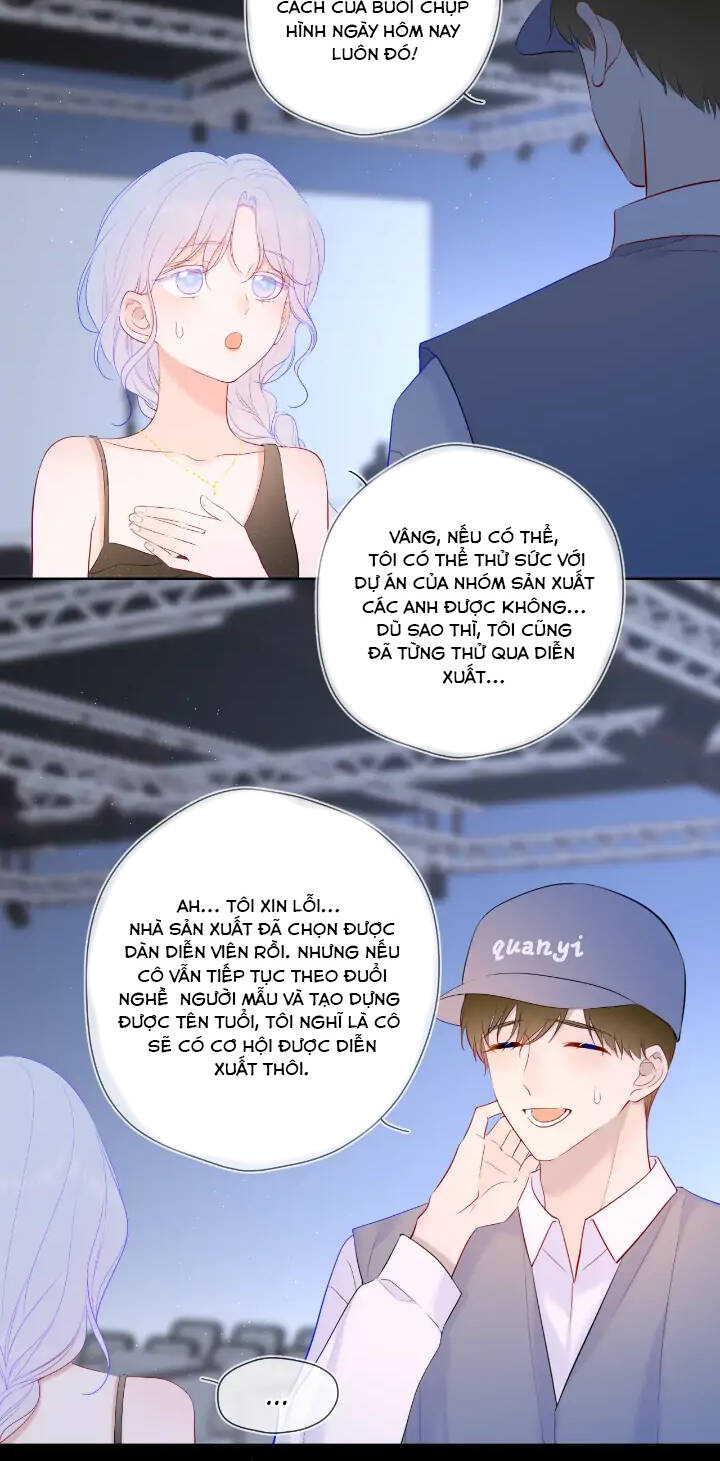 CÁCH CỦA BUỔI CHỤP
HÌNH NGÀY HÔM NAY
LUÔN ĐÓ!
VÂNG, NẾU CÓ THỂ,
TÔI CÓ THỂ THỬ SỨC VỚI
DỰ ÁN CỦA NHÓM SẢN XUẤT
CÁC ANH ĐƯỢC KHÔNG...
DÙ SAO THÌ, TÔI CŨNG
ĐÃ TỪNG THỬ QUA DIỄN
XUẤT...
AH... TÔI XIN LỖI...
NHÀ SẢN XUẤT ĐÃ CHỌN ĐƯỢC
DÀN DIỄN VIÊN RỒI. NHƯNG NẾU
CÔ VẪN TIẾP TỤC THEO ĐUỔI
NGHỀ NGƯỜI MẪU VÀ TẠO DỰNG
ĐƯỢC TÊN TUỔI, TÔI NGHĨ LÀ CÔ
SẼ CÓ CƠ HỘI ĐƯỢC DIỄN
XUẤT THÔI.
quanyi
...